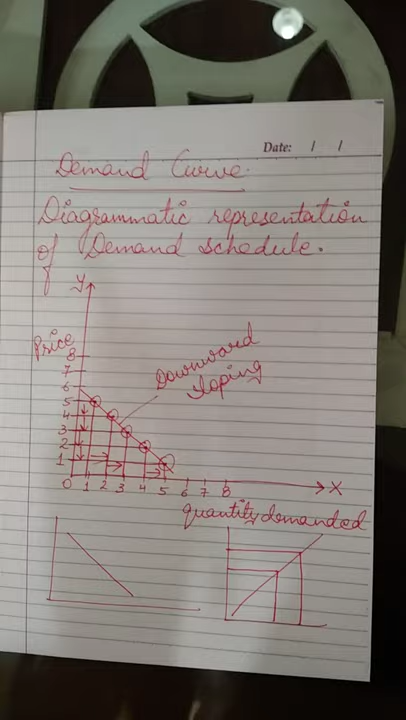 Date: / /
Demand Curve
Diagrammatic representation
of Demand schedule.
Y
Price
8
7
6
5
4
3
2
1
Downward
sloping
0 1 2 3 4 5 6 7 8 X
quantity demanded